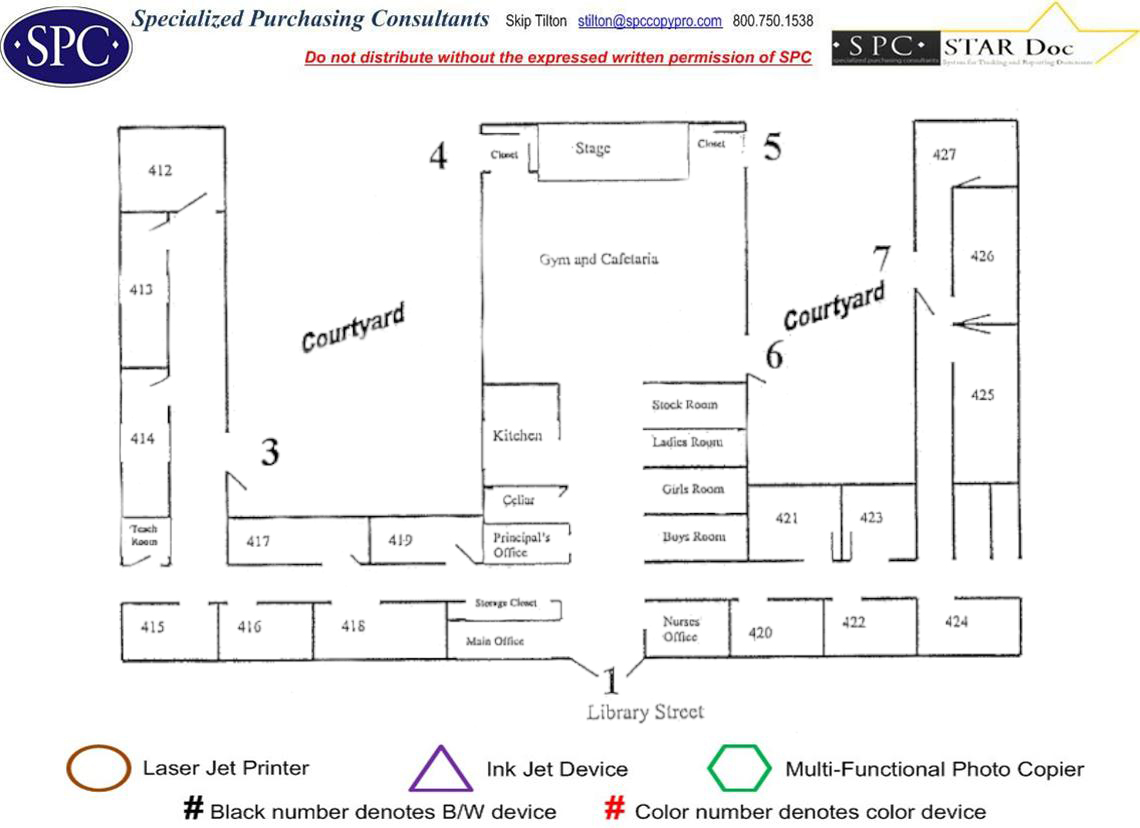 Specialized Purchasing Consultants Skip Tilton stilton@spccopypro.com 800.750.1538
·SPC·
Do not distribute without the expressed written permission of SPC
·SPC· STAR Doc
specialized purchasing consultants System for Tracking and Reporting Documents
4 Closet Stage Closet 5
412 427
Gym and Cafetaria
7
426
413
Courtyard Courtyard
6
425
Stock Room
414 Kitchen
Ladies Room
3
Cellar Girls Room
421 423
Teach
Room
417 419 Principal's
Office
Boys Room
Storage Closet
415 416 418 Main Office
Nurses
Office
420 422 424
1
Library Street
Laser Jet Printer Ink Jet Device Multi-Functional Photo Copier
# Black number denotes B/W device # Color number denotes color device